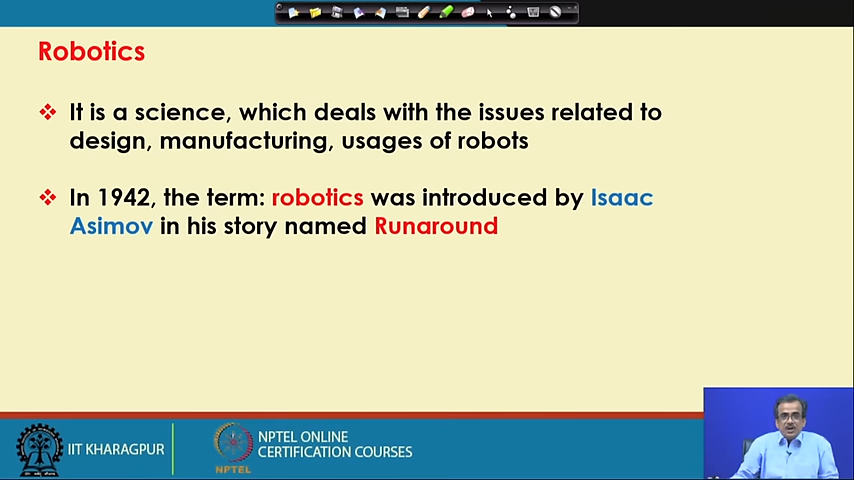 Robotics
It is a science, which deals with the issues related to
design, manufacturing, usages of robots
In 1942, the term: robotics was introduced by Isaac
Asimov in his story named Runaround
IIT KHARAGPUR
NPTEL
NPTEL ONLINE
CERTIFICATION COURSES